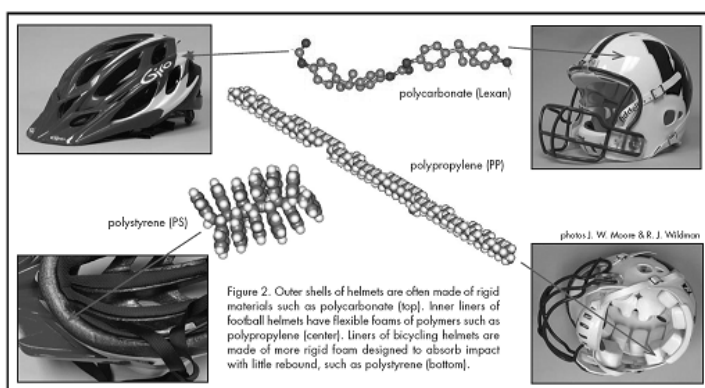 Giro
polycarbonate (Lexan)
polypropylene (PP)
polystyrene (PS)
photos J. W. Moore & R. J. Wildman
Figure 2. Outer shells of helmets are often made of rigid
materials such as polycarbonate (top). Inner liners of
football helmets have flexible foams of polymers such as
polypropylene (center). Liners of bicycling helmets are
made of more rigid foam designed to absorb impact
with little rebound, such as polystyrene (bottom).